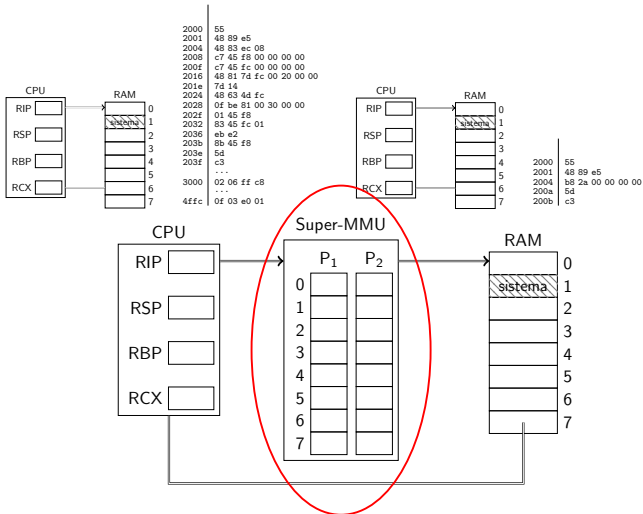 2000 55
2001 48 89 e5
2004 48 83 ec 08
2008 c7 45 f8 00 00 00 00
200f c7 45 fc 00 00 00 00
2016 48 81 7d fc 00 20 00 00
201e 7d 14
2024 48 63 4d fc
2028 0f be 81 00 30 00 00
202f 01 45 f8
2032 83 45 fc 01
2036 eb e2
203b 8b 45 f8
203e 5d
203f c3
...
3000 02 06 ff c8
...
4ffc 0f 03 e0 01
CPU
RIP
RSP
RBP
RCX
RAM
0
sistema 1
2
3
4
5
6
7
CPU
RIP
RSP
RBP
RCX
RAM
0
sistema 1
2
3
4
5
6
7
2000 55
2001 48 89 e5
2004 b8 2a 00 00 00 00
200a 5d
200b c3
CPU
RIP
RSP
RBP
RCX
Super-MMU
P1 P2
0
1
2
3
4
5
6
7
RAM
0
sistema 1
2
3
4
5
6
7